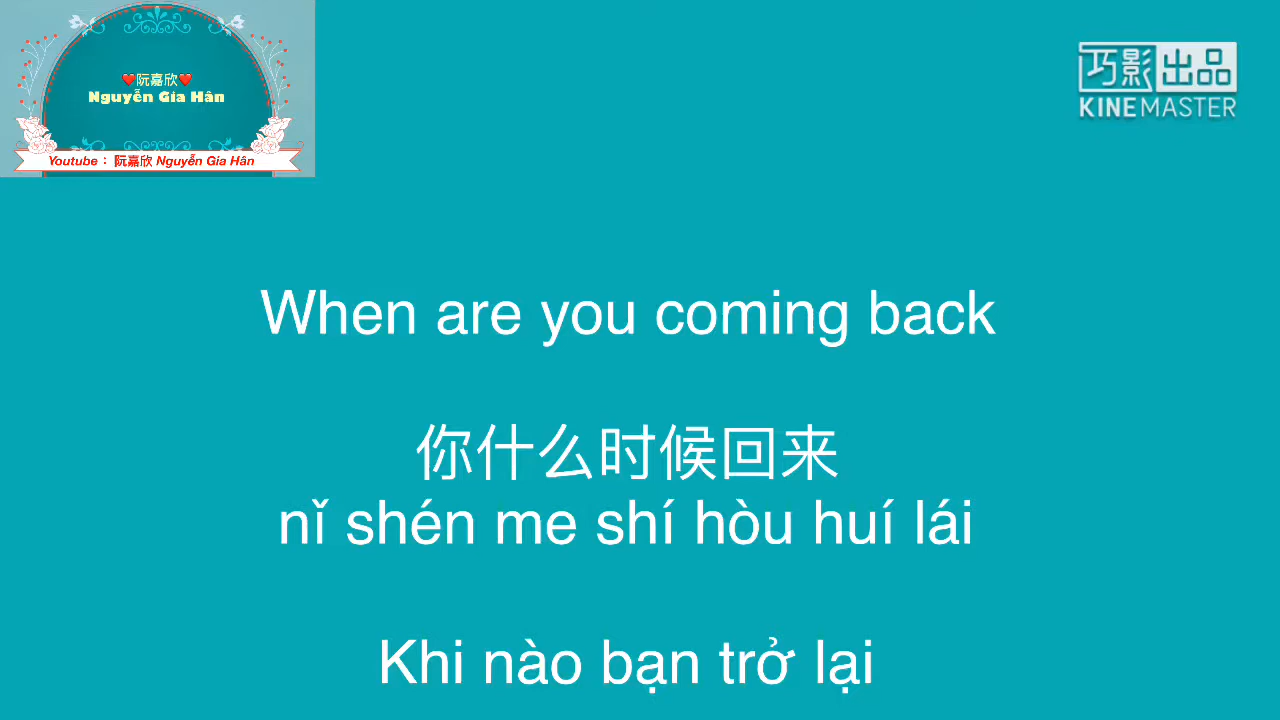 ❤️阮嘉欣❤️
Nguyễn Gia Hân
Youtube： 阮嘉欣 Nguyễn Gia Hân
巧影出品
KINEMASTER
When are you coming back
你什么时候回来
nǐ shén me shí hòu huí lái
Khi nào bạn trở lại